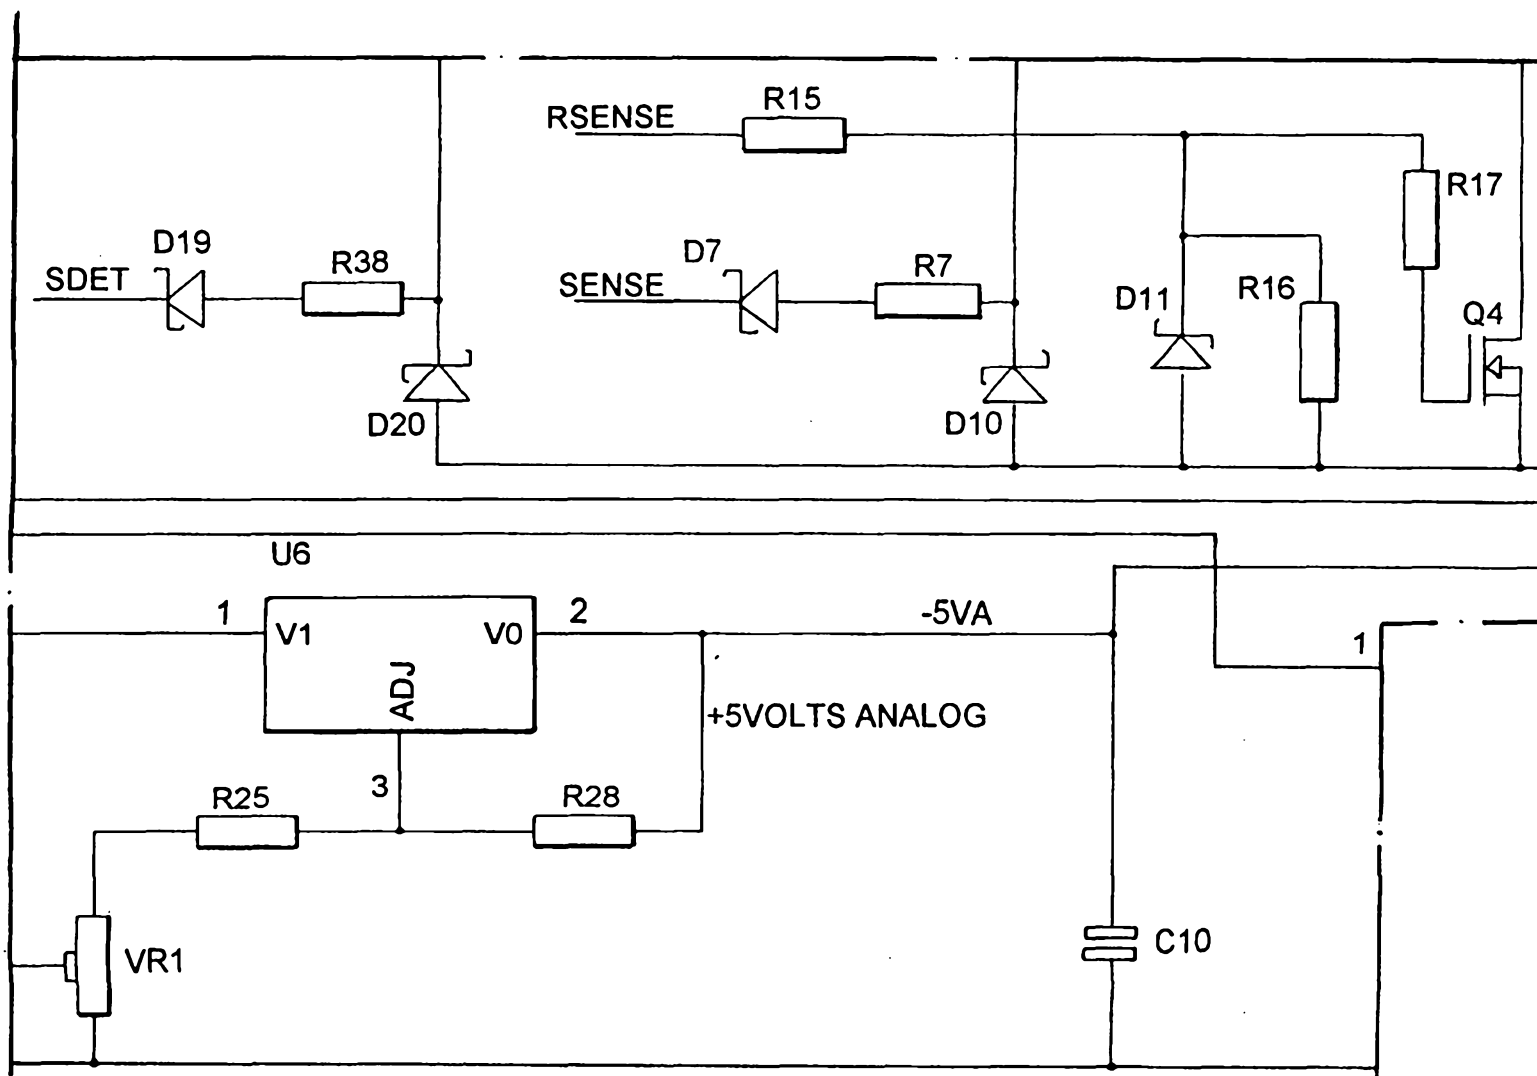 R15
RSENSE
R17
D19
R38
D7
R7
SDET
SENSE
D11
R16
Q4
D20
D10
U6
1
V1
V0
2
-5VA
1
ADJ
+5VOLTS ANALOG
3
R25
R28
VR1
C10